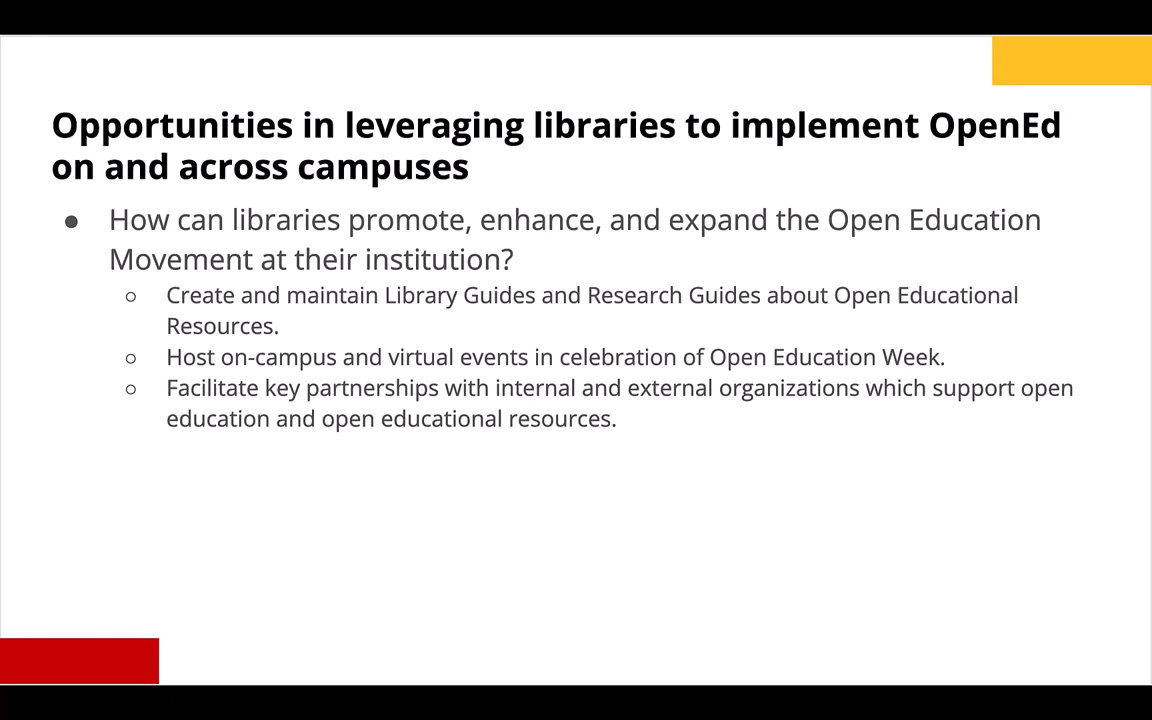 Opportunities in leveraging libraries to implement OpenEd
on and across campuses
● How can libraries promote, enhance, and expand the Open Education
Movement at their institution?
○ Create and maintain Library Guides and Research Guides about Open Educational
Resources.
○ Host on-campus and virtual events in celebration of Open Education Week.
○ Facilitate key partnerships with internal and external organizations which support open
education and open educational resources.